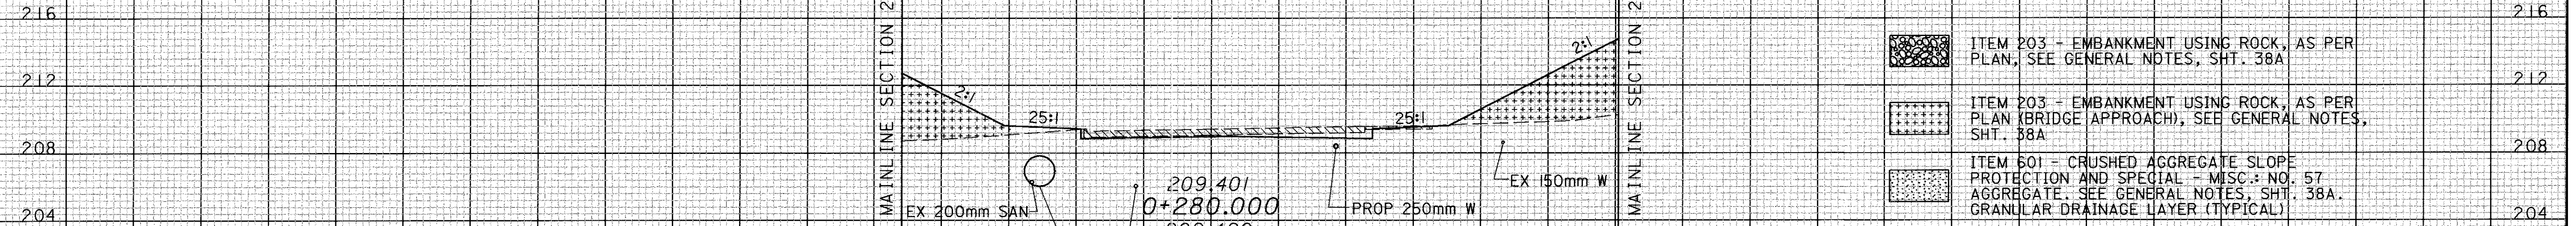 216
212
208
204
MAINLINE SECTION 2
2:1
25:1
EX 200mm SAN
209.401
0+280.000
PROP 250mm W
25:1
2:1
EX 150mm W
MAINLINE SECTION 2
ITEM 203 - EMBANKMENT USING ROCK, AS PER
PLAN, SEE GENERAL NOTES, SHT. 38A
ITEM 203 - EMBANKMENT USING ROCK, AS PER
PLAN (BRIDGE APPROACH), SEE GENERAL NOTES,
SHT. 38A
ITEM 601 - CRUSHED AGGREGATE SLOPE
PROTECTION AND SPECIAL - MISC.: NO. 57
AGGREGATE. SEE GENERAL NOTES, SHT. 38A.
GRANULAR DRAINAGE LAYER (TYPICAL)
216
212
208
204